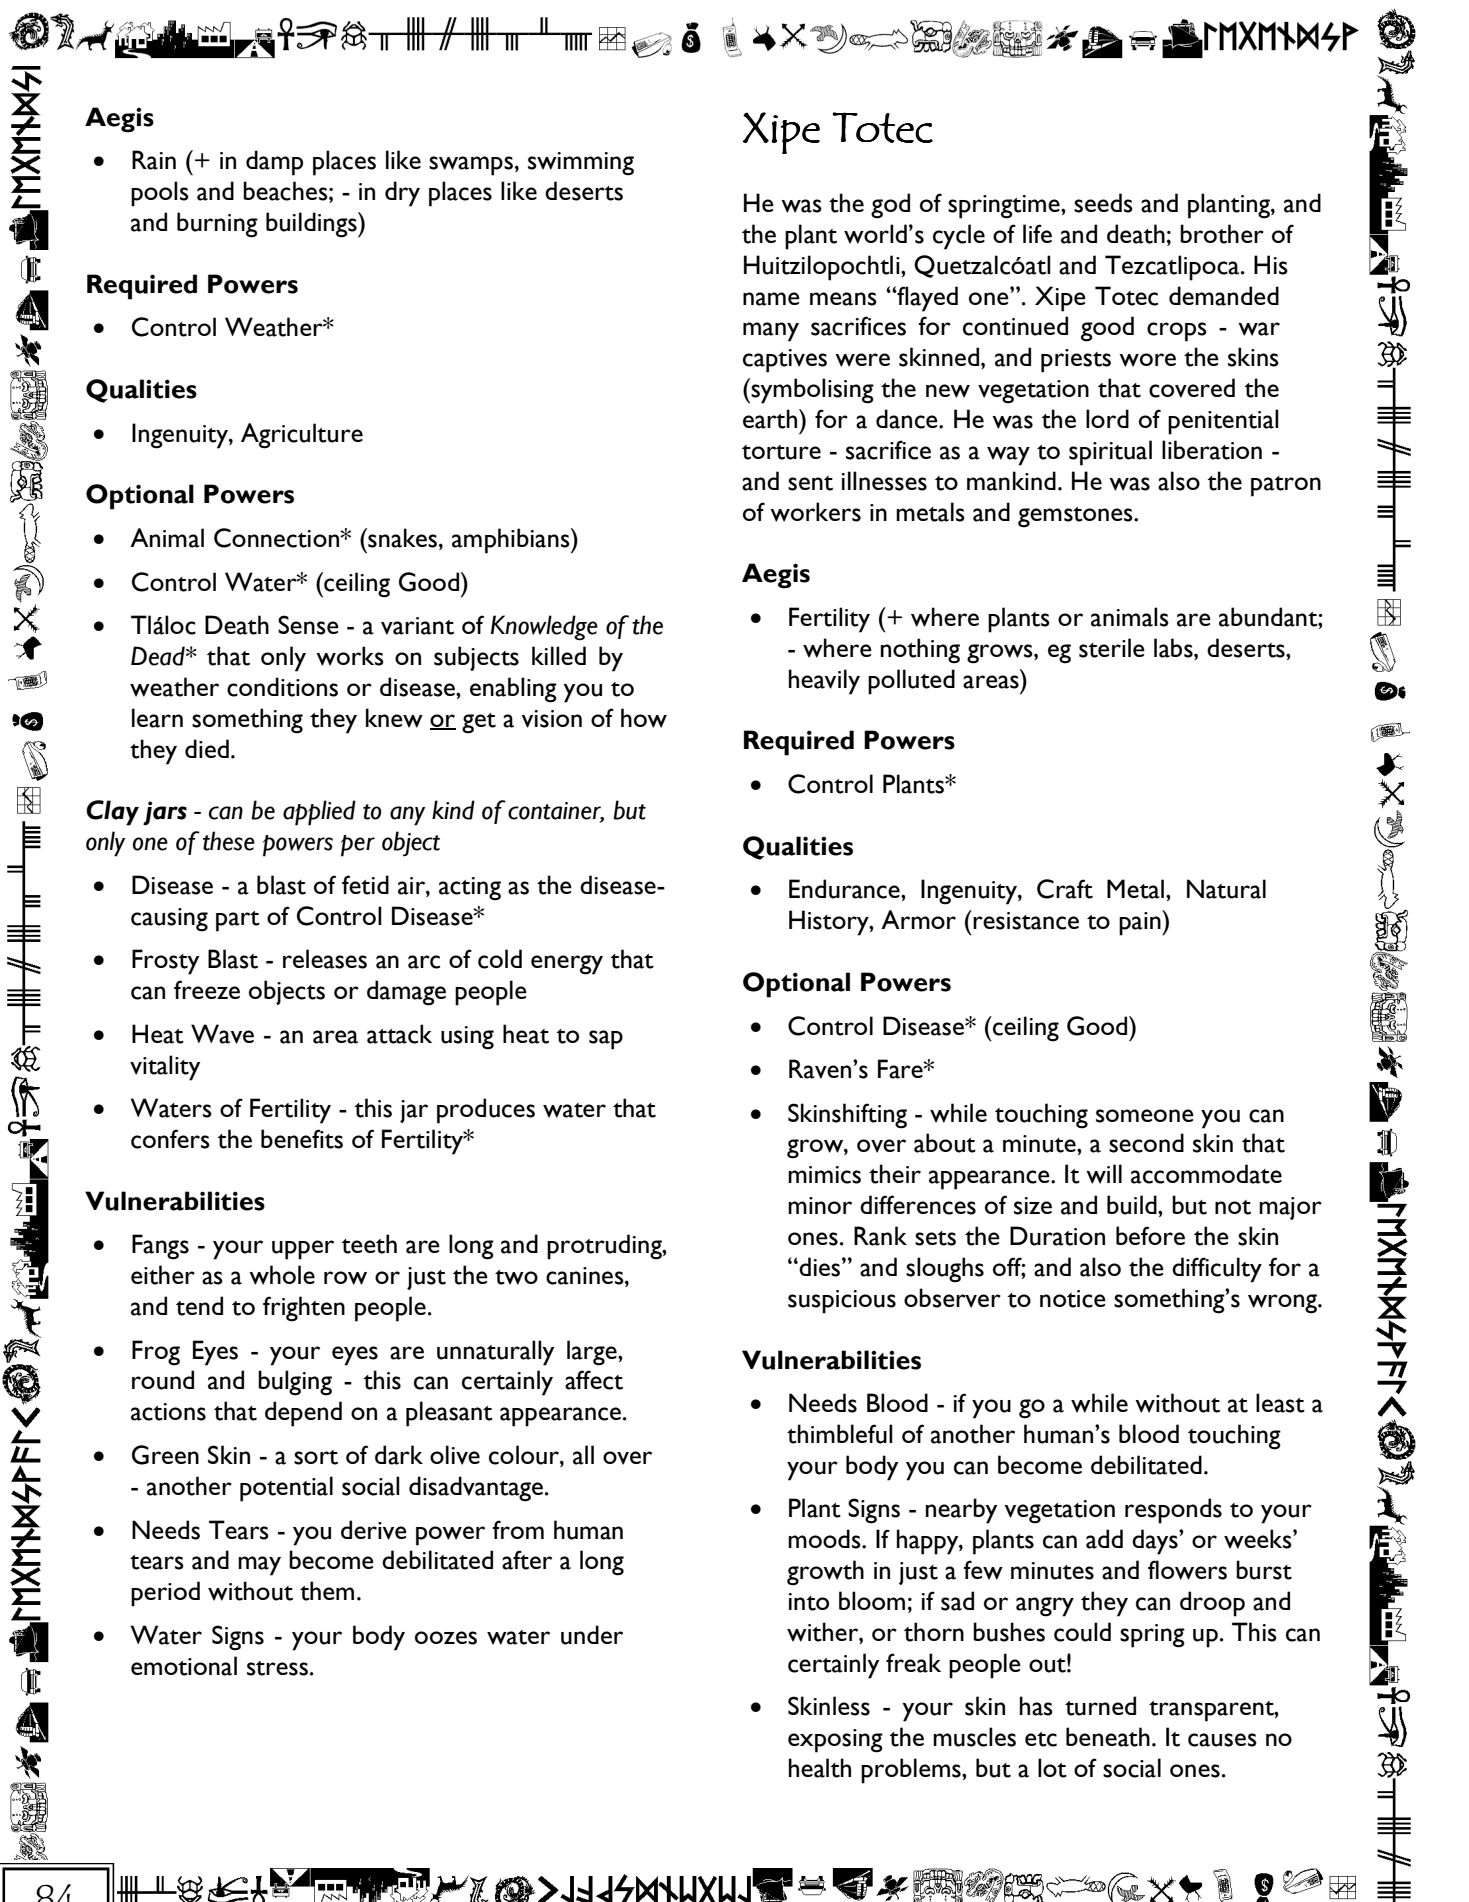 Aegis
• Rain (+ in damp places like swamps, swimming
pools and beaches; - in dry places like deserts
and burning buildings)
Required Powers
• Control Weather*
Qualities
• Ingenuity, Agriculture
Optional Powers
• Animal Connection* (snakes, amphibians)
• Control Water* (ceiling Good)
• Tláloc Death Sense - a variant of Knowledge of the
Dead* that only works on subjects killed by
weather conditions or disease, enabling you to
learn something they knew or get a vision of how
they died.
Clay jars - can be applied to any kind of container, but
only one of these powers per object
• Disease - a blast of fetid air, acting as the disease-
causing part of Control Disease*
• Frosty Blast - releases an arc of cold energy that
can freeze objects or damage people
• Heat Wave - an area attack using heat to sap
vitality
• Waters of Fertility - this jar produces water that
confers the benefits of Fertility*
Vulnerabilities
• Fangs - your upper teeth are long and protruding,
either as a whole row or just the two canines,
and tend to frighten people.
• Frog Eyes - your eyes are unnaturally large,
round and bulging - this can certainly affect
actions that depend on a pleasant appearance.
• Green Skin - a sort of dark olive colour, all over
- another potential social disadvantage.
• Needs Tears - you derive power from human
tears and may become debilitated after a long
period without them.
• Water Signs - your body oozes water under
emotional stress.
Xipe Totec
He was the god of springtime, seeds and planting, and
the plant world's cycle of life and death; brother of
Huitzilopochtli, Quetzalcóatl and Tezcatlipoca. His
name means “flayed one”. Xipe Totec demanded
many sacrifices for continued good crops - war
captives were skinned, and priests wore the skins
(symbolising the new vegetation that covered the
earth) for a dance. He was the lord of penitential
torture - sacrifice as a way to spiritual liberation -
and sent illnesses to mankind. He was also the patron
of workers in metals and gemstones.
Aegis
• Fertility (+ where plants or animals are abundant;
- where nothing grows, eg sterile labs, deserts,
heavily polluted areas)
Required Powers
• Control Plants*
Qualities
• Endurance, Ingenuity, Craft Metal, Natural
History, Armor (resistance to pain)
Optional Powers
• Control Disease* (ceiling Good)
• Raven's Fare*
• Skinshifting - while touching someone you can
grow, over about a minute, a second skin that
mimics their appearance. It will accommodate
minor differences of size and build, but not major
ones. Rank sets the Duration before the skin
“dies” and sloughs off; and also the difficulty for a
suspicious observer to notice something's wrong.
Vulnerabilities
• Needs Blood - if you go a while without at least a
thimbleful of another human's blood touching
your body you can become debilitated.
• Plant Signs - nearby vegetation responds to your
moods. If happy, plants can add days' or weeks'
growth in just a few minutes and flowers burst
into bloom; if sad or angry they can droop and
wither, or thorn bushes could spring up. This can
certainly freak people out!
• Skinless - your skin has turned transparent,
exposing the muscles etc beneath. It causes no
health problems, but a lot of social ones.
84